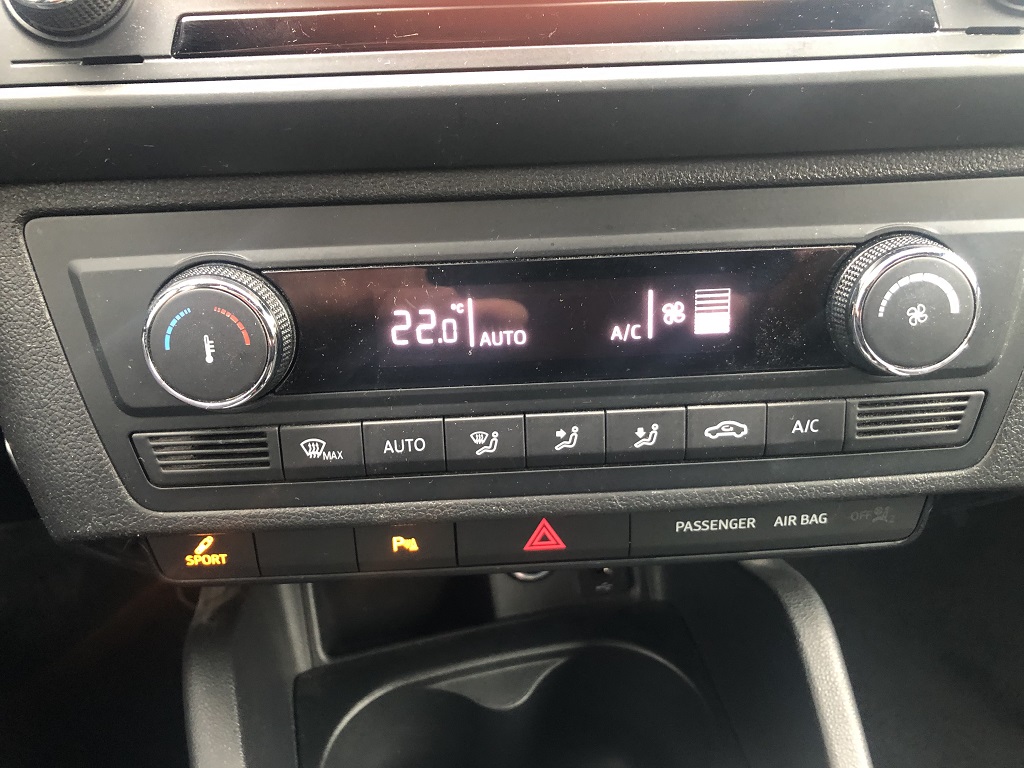 22.0 °C AUTO A/C
MAX AUTO A/C
SPORT P PASSENGER AIR BAG OFF